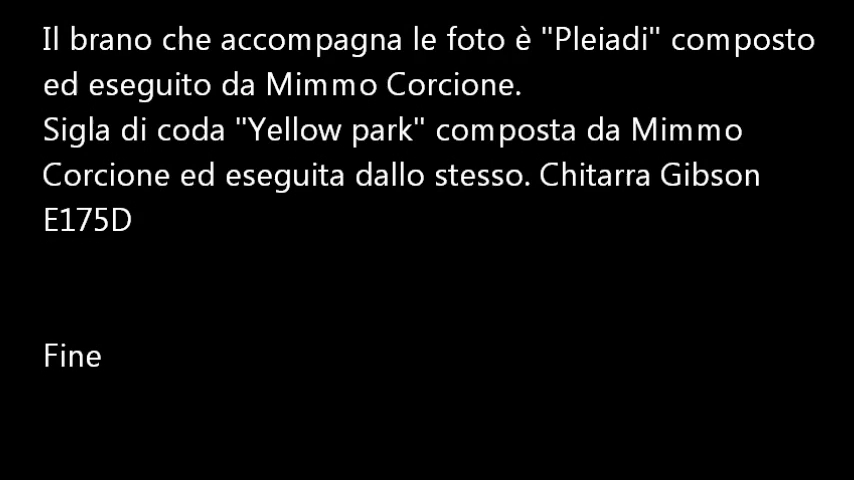 Il brano che accompagna le foto è "Pleiadi" composto
ed eseguito da Mimmo Corcione.
Sigla di coda "Yellow park" composta da Mimmo
Corcione ed eseguita dallo stesso. Chitarra Gibson
E175D
Fine